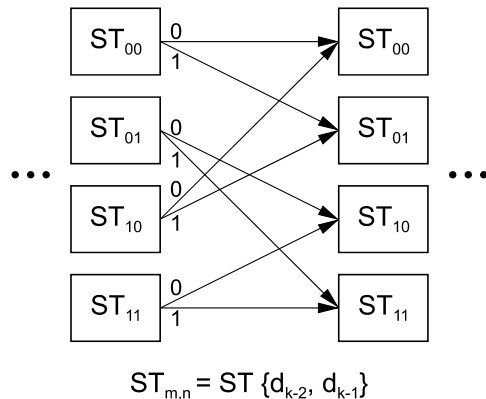 ST00 0 ST00
1
ST01 0 ST01
1
0
ST10 1 ST10
0
ST11 1 ST11
... ...
STm,n = ST {dk-2, dk-1}